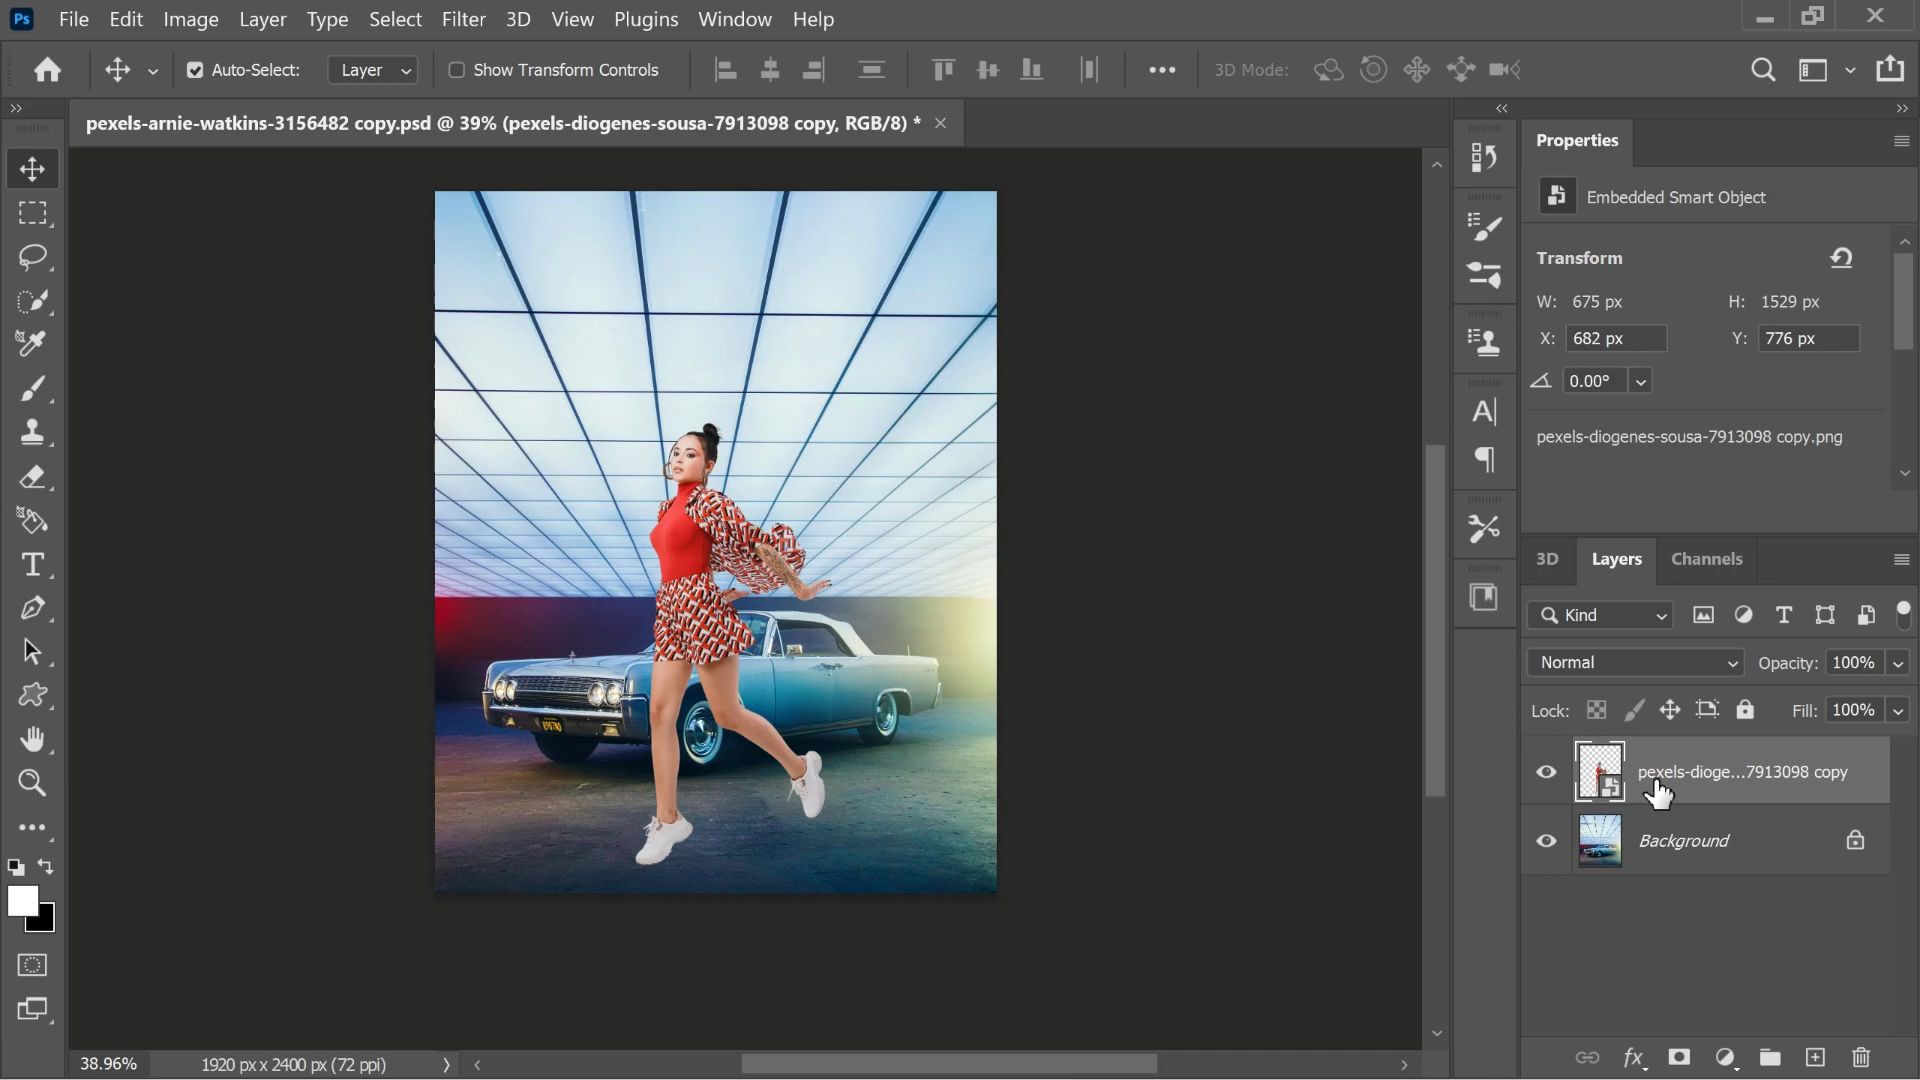 Ps File Edit Image Layer Type Select Filter 3D View Plugins Window Help
Auto-Select: Layer Show Transform Controls 3D Mode:
pexels-arnie-watkins-3156482 copy.psd @ 39% (pexels-diogenes-sousa-7913098 copy, RGB/8) *
Properties
Embedded Smart Object
Transform
W: 675 px H: 1529 px
X: 682 px Y: 776 px
0.00°
pexels-diogenes-sousa-7913098 copy.png
3D Layers Channels
Kind
Normal Opacity: 100%
Lock: Fill: 100%
pexels-dioge...7913098 copy
Background
38.96% 1920 px x 2400 px (72 ppi)
fx